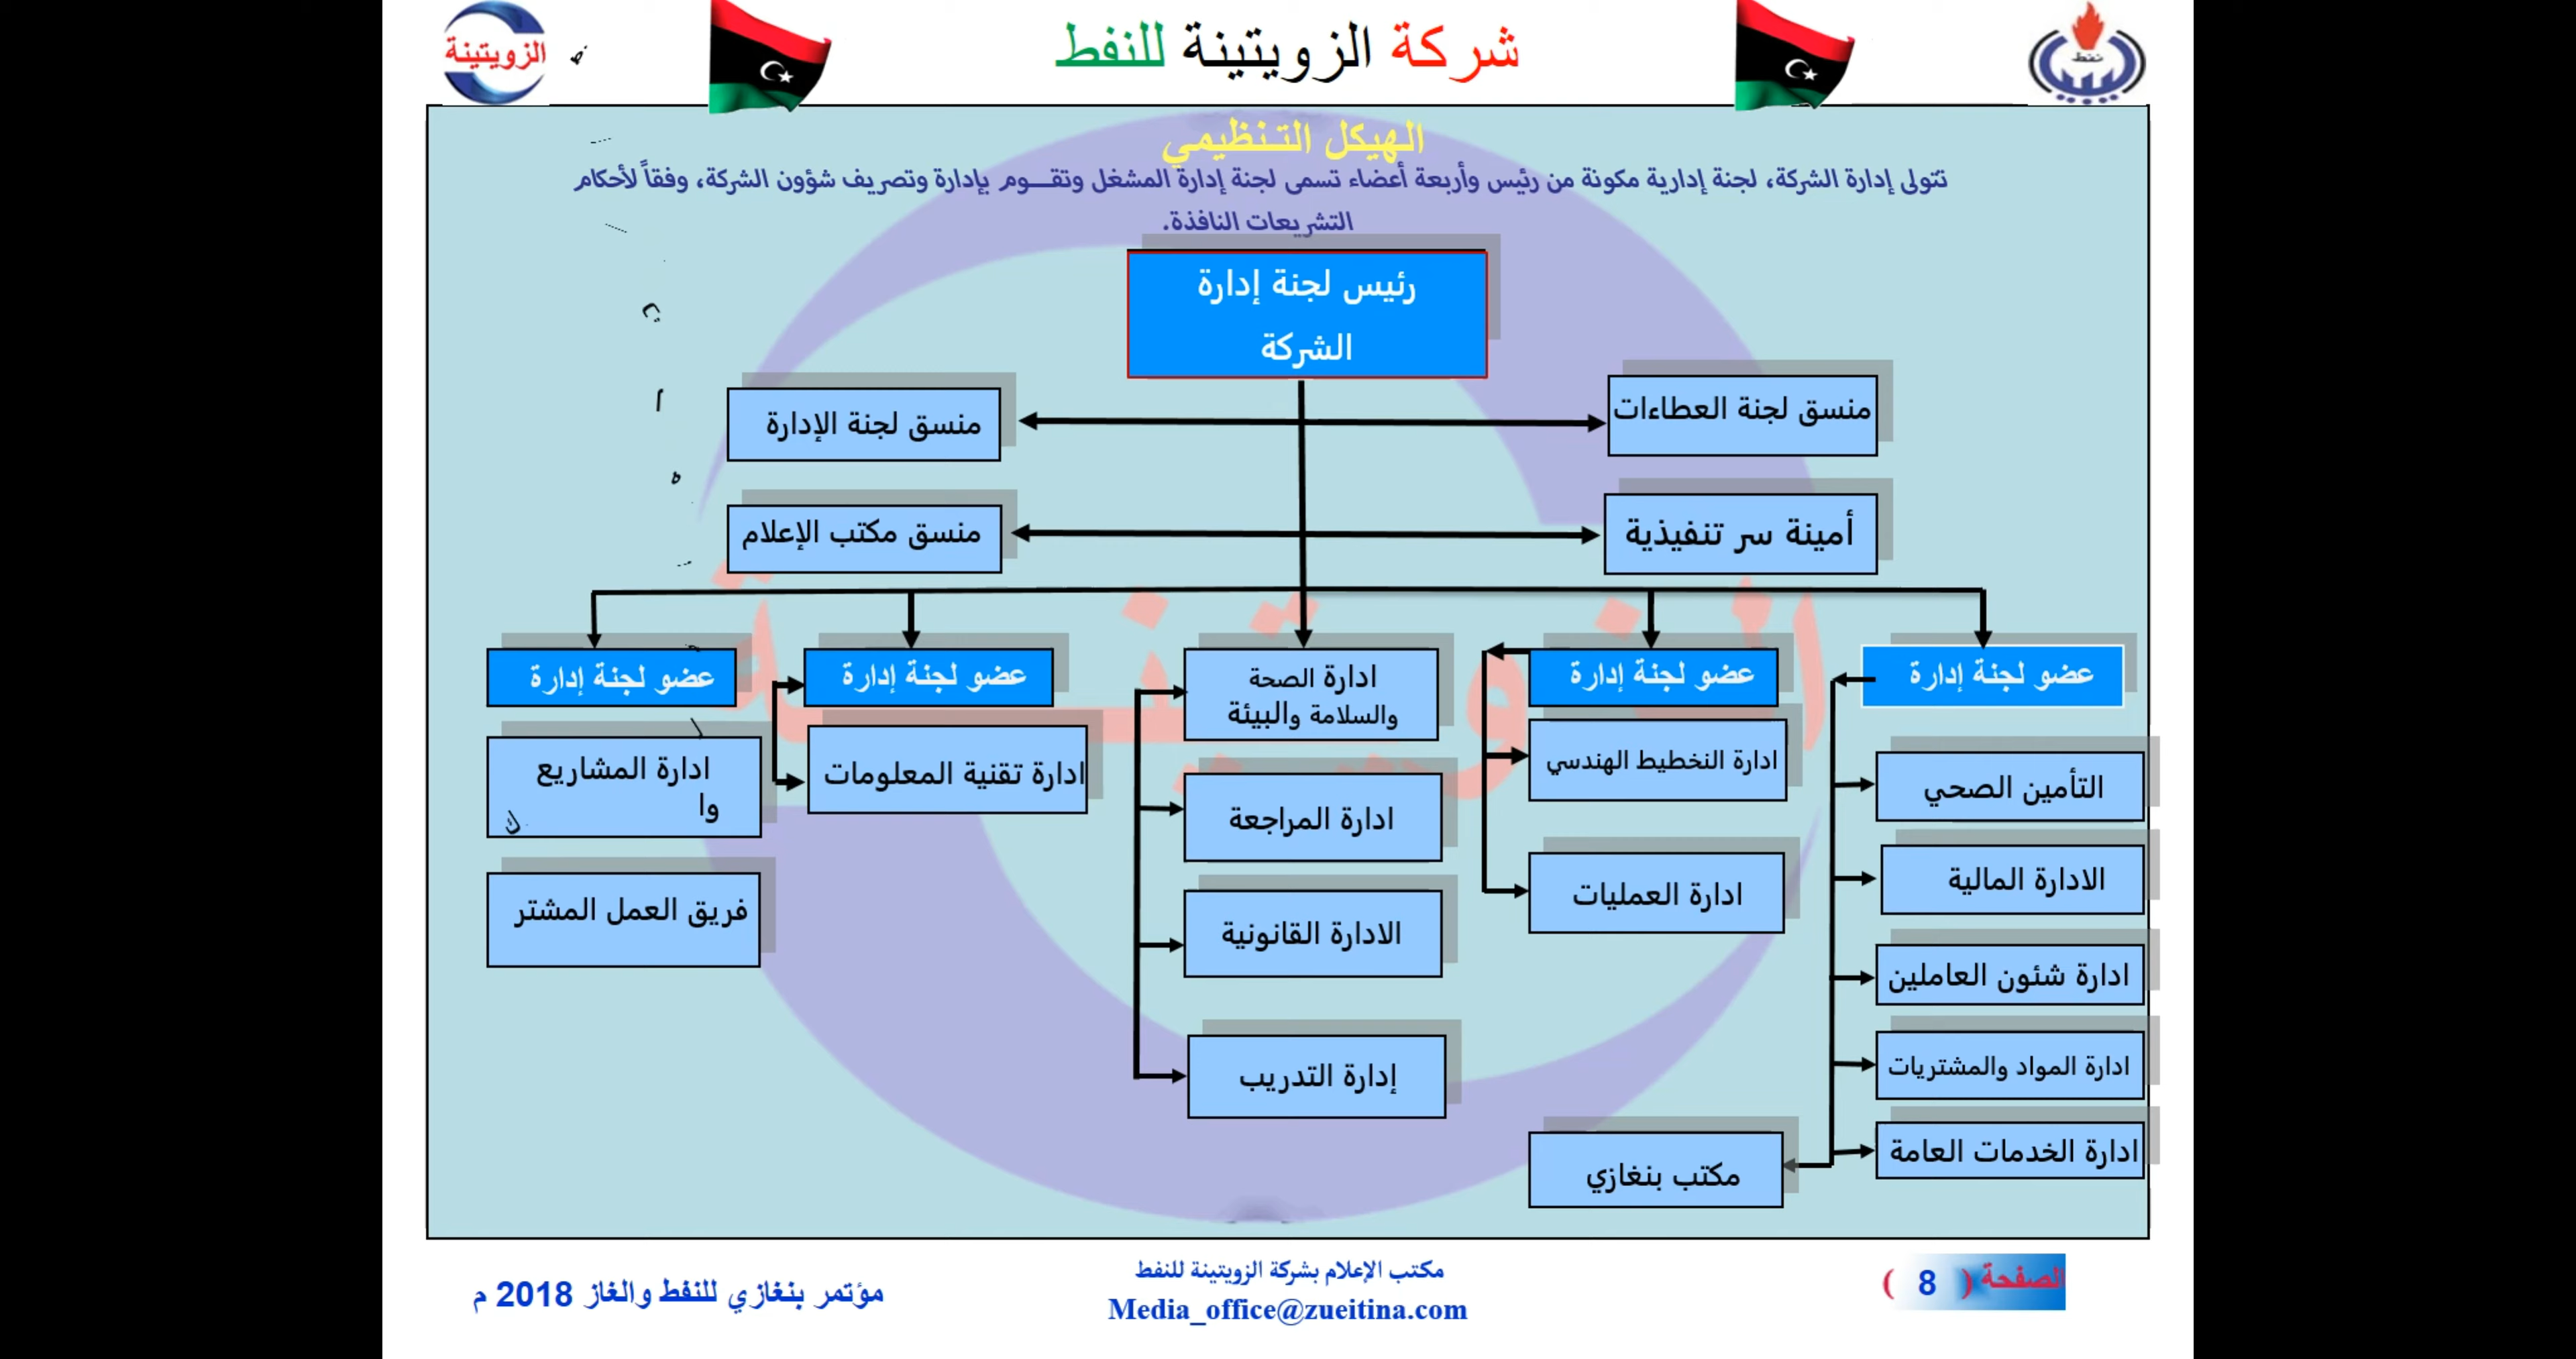 الزويتينة
شركة الزويتينة للنفط
نفط
الهيكل التنظيمي
تتولى إدارة الشركة، لجنة إدارية مكونة من رئيس وأربعة أعضاء تسمى لجنة إدارة المشغل وتقـــوم بإدارة وتصريف شؤون الشركة، وفقاً لأحكام
التشريعات النافذة.
رئيس لجنة إدارة
الشركة
منسق لجنة العطاءات
منسق لجنة الإدارة
أمينة سر تنفيذية
منسق مكتب الإعلام
عضو لجنة إدارة
التأمين الصحي
الادارة المالية
ادارة شئون العاملين
ادارة المواد والمشتريات
ادارة الخدمات العامة
مكتب بنغازي
عضو لجنة إدارة
ادارة النخطيط الهندسي
ادارة العمليات
ادارة الصحة
والسلامة والبيئة
ادارة المراجعة
الادارة القانونية
إدارة التدريب
عضو لجنة إدارة
ادارة تقنية المعلومات
عضو لجنة إدارة
ادارة المشاريع
وا
فريق العمل المشتر
الصفحة ( 8 )
مكتب الإعلام بشركة الزويتينة للنفط
Media_office@zueitina.com
مؤتمر بنغازي للنفط والغاز 2018 م